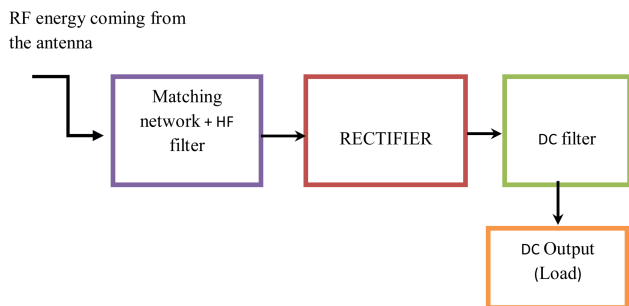 RF energy coming from
the antenna
Matching
network + HF
filter
RECTIFIER
DC filter
DC Output
(Load)